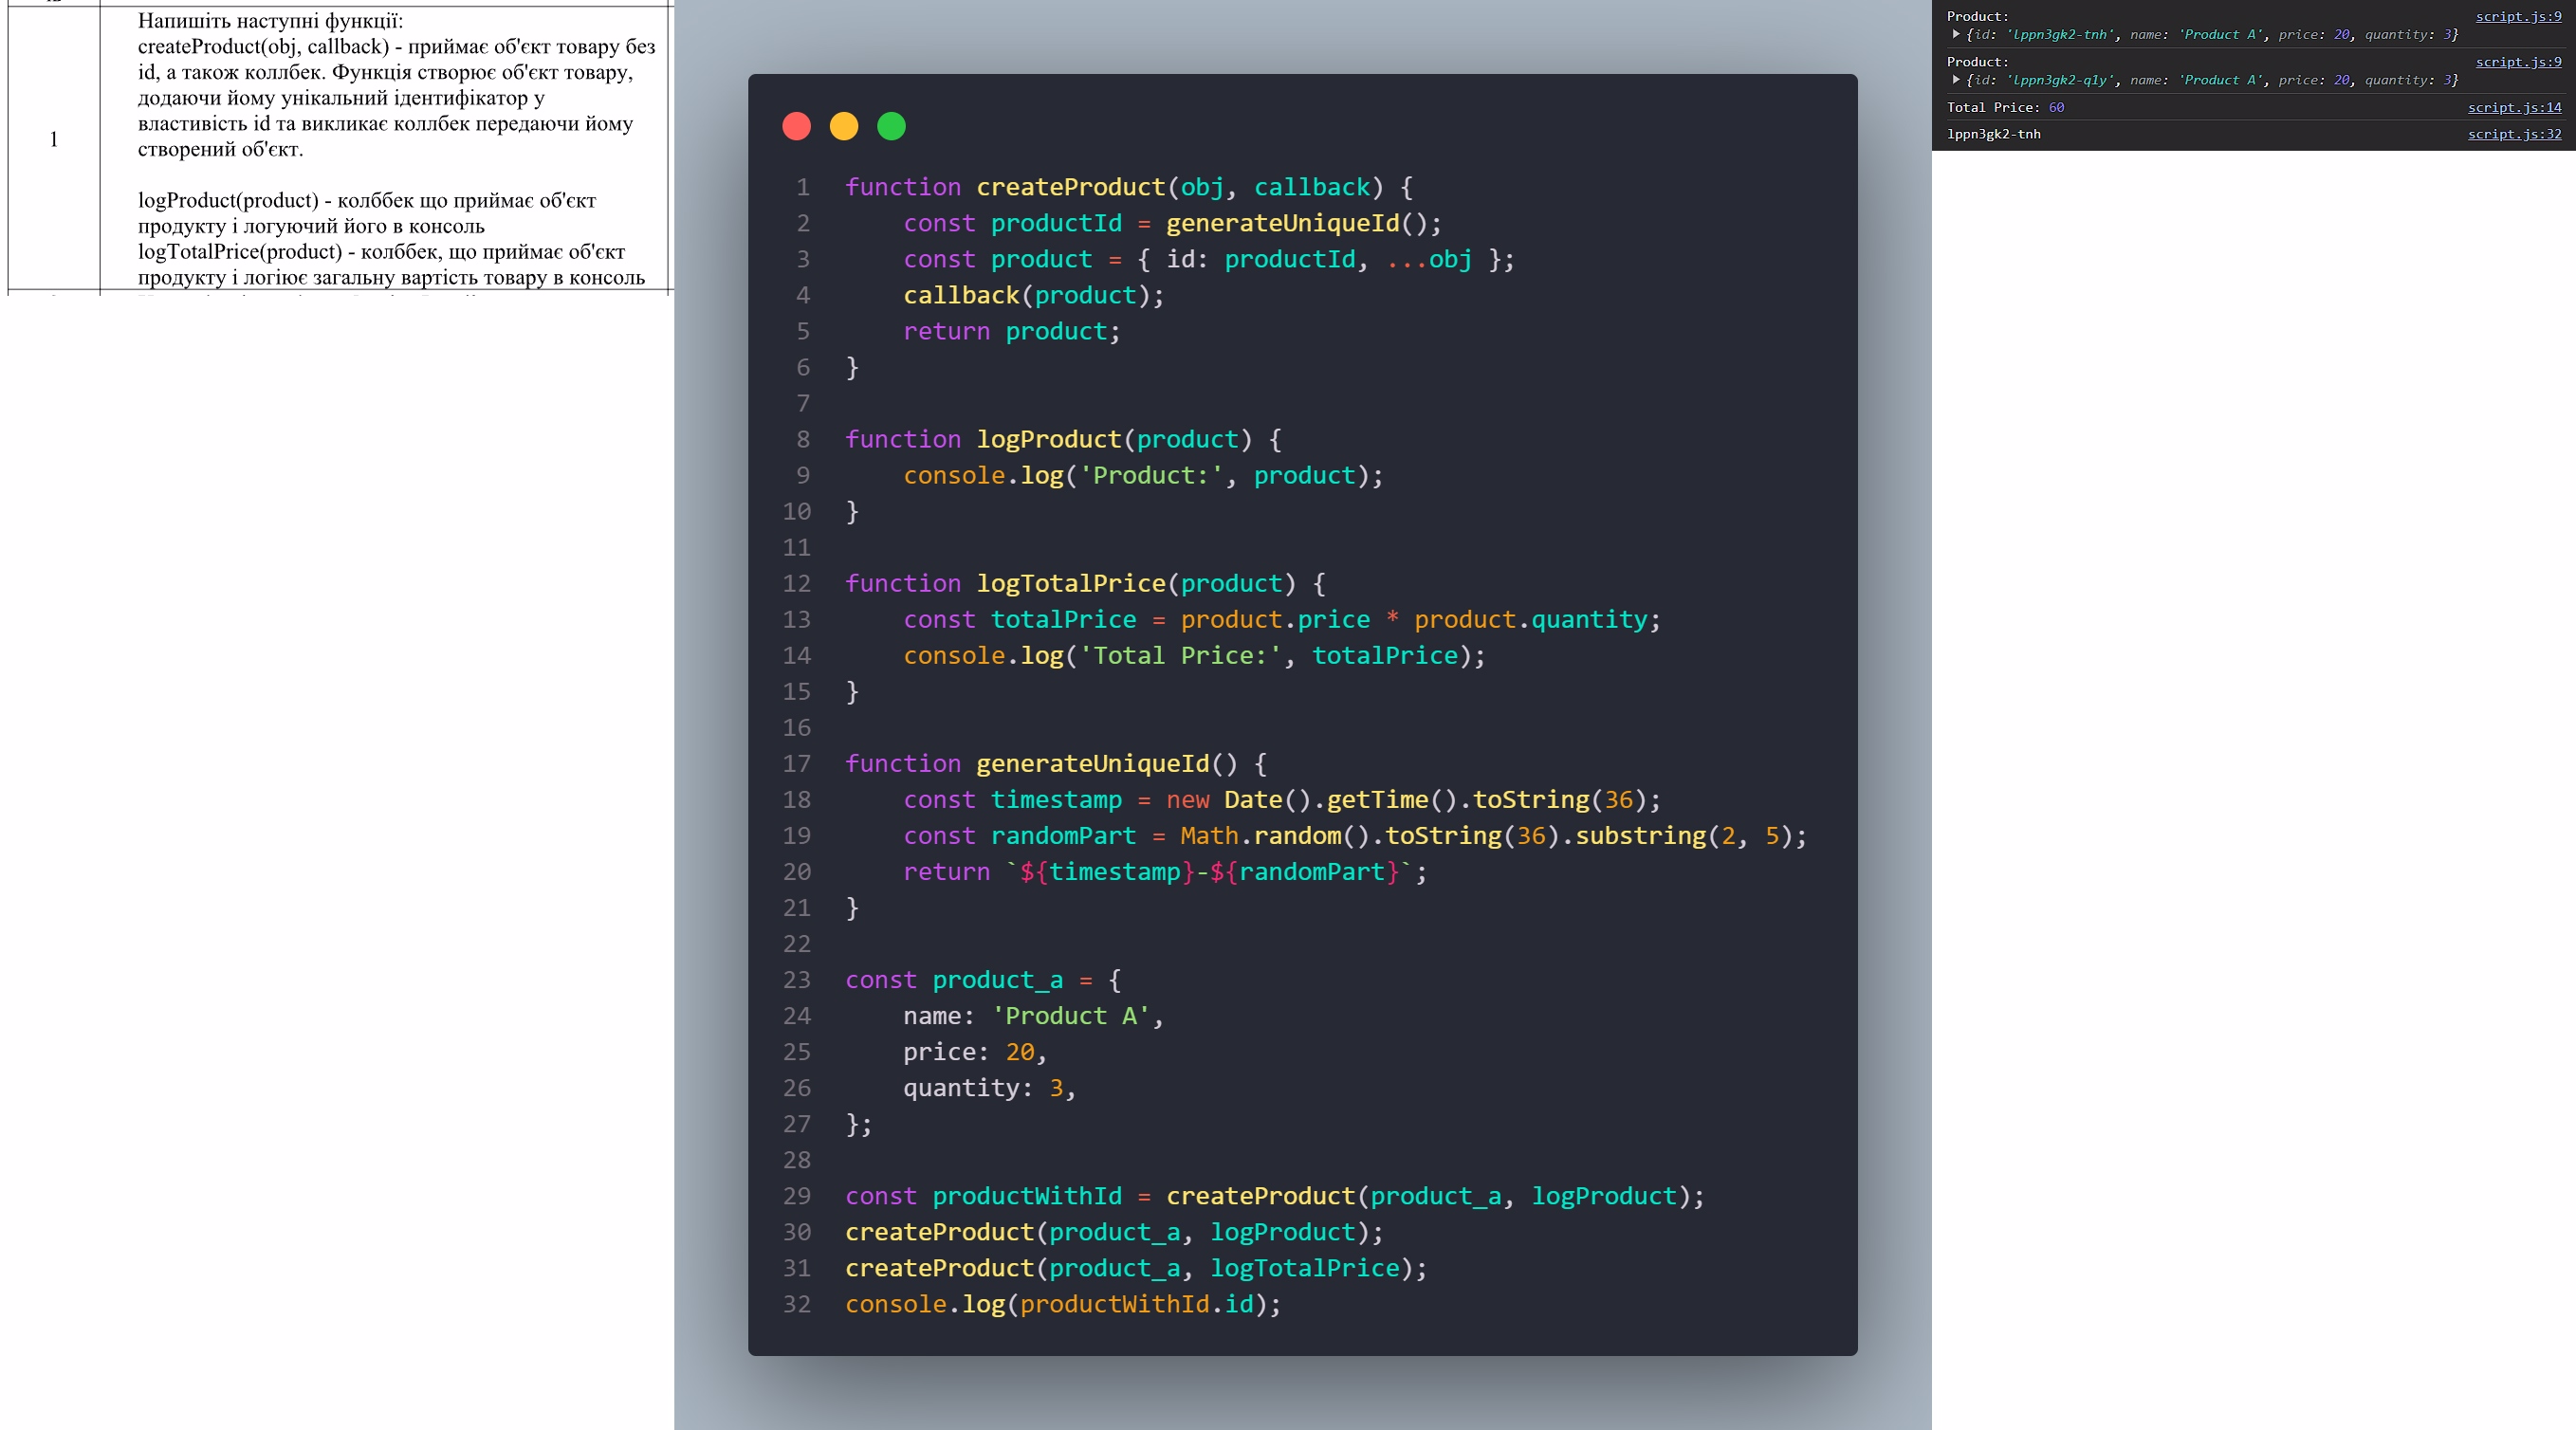 1
Напишіть наступні функції:
createProduct(obj, callback) - приймає об'єкт товару без
id, а також коллбек. Функція створює об'єкт товару,
додаючи йому унікальний ідентифікатор у
властивість id та викликає коллбек передаючи йому
створений об'єкт.
logProduct(product) - колббек що приймає об'єкт
продукту і логуючий його в консоль
logTotalPrice(product) - колббек, що приймає об'єкт
продукту і логіює загальну вартість товару в консоль
1 function createProduct(obj, callback) {
2     const productId = generateUniqueId();
3     const product = { id: productId, ...obj };
4     callback(product);
5     return product;
6 }
7
8 function logProduct(product) {
9     console.log('Product:', product);
10 }
11
12 function logTotalPrice(product) {
13     const totalPrice = product.price * product.quantity;
14     console.log('Total Price:', totalPrice);
15 }
16
17 function generateUniqueId() {
18     const timestamp = new Date().getTime().toString(36);
19     const randomPart = Math.random().toString(36).substring(2, 5);
20     return `${timestamp}-${randomPart}`;
21 }
22
23 const product_a = {
24     name: 'Product A',
25     price: 20,
26     quantity: 3,
27 };
28
29 const productWithId = createProduct(product_a, logProduct);
30 createProduct(product_a, logProduct);
31 createProduct(product_a, logTotalPrice);
32 console.log(productWithId.id);
Product: script.js:9
{id: 'lppn3gk2-tnh', name: 'Product A', price: 20, quantity: 3}
Product: script.js:9
{id: 'lppn3gk2-q1y', name: 'Product A', price: 20, quantity: 3}
Total Price: 60 script.js:14
lppn3gk2-tnh script.js:32